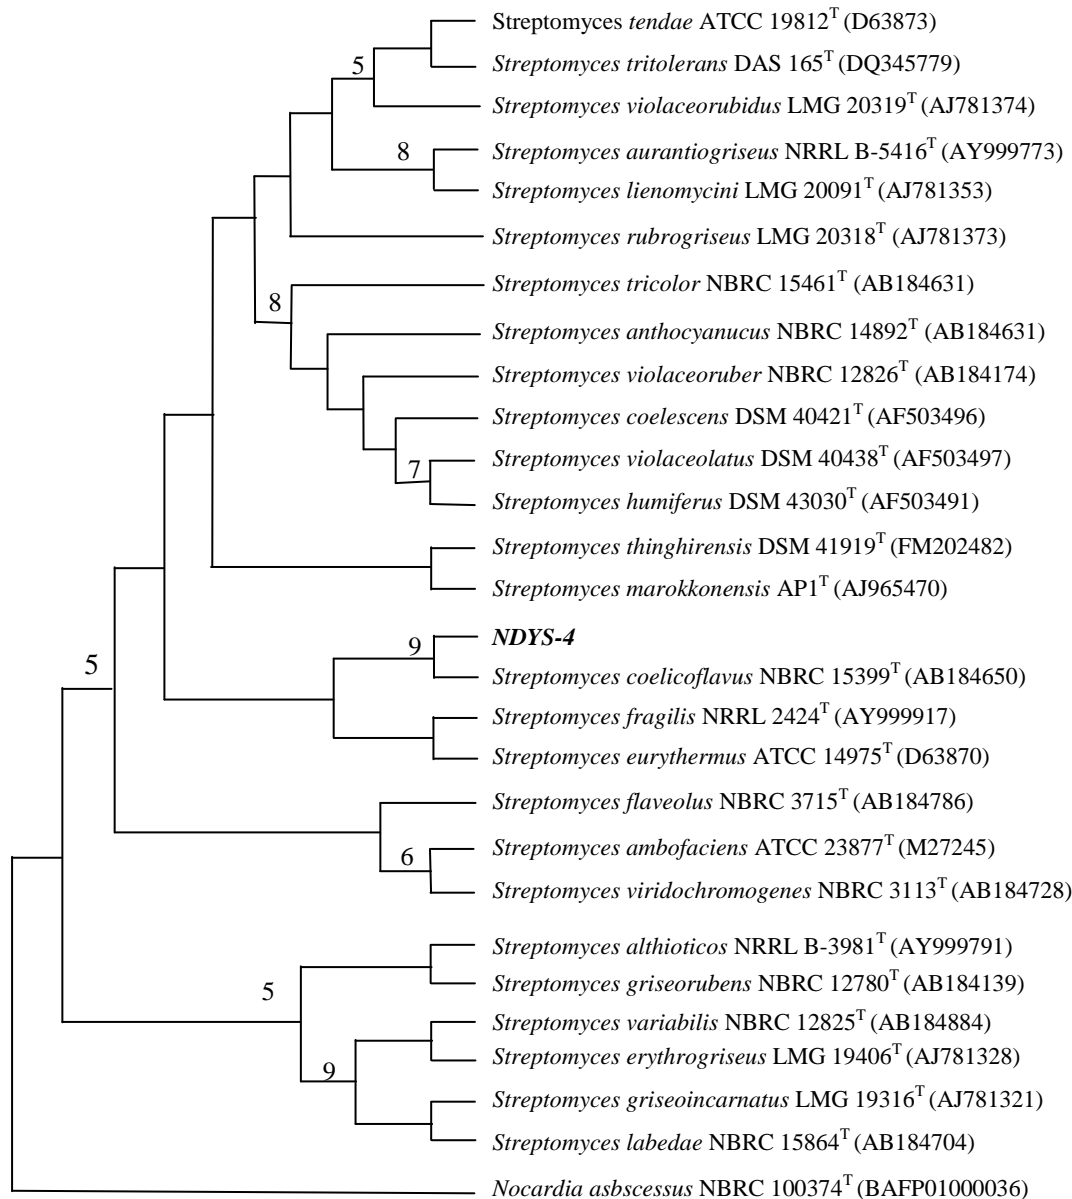 Streptomyces tendae ATCC 19812T (D63873)
5
Streptomyces tritolerans DAS 165T (DQ345779)
Streptomyces violaceorubidus LMG 20319T (AJ781374)
8
Streptomyces aurantiogriseus NRRL B-5416T (AY999773)
Streptomyces lienomycini LMG 20091T (AJ781353)
Streptomyces rubrogriseus LMG 20318T (AJ781373)
Streptomyces tricolor NBRC 15461T (AB184631)
8
Streptomyces anthocyanucus NBRC 14892T (AB184631)
Streptomyces violaceoruber NBRC 12826T (AB184174)
Streptomyces coelescens DSM 40421T (AF503496)
Streptomyces violaceolatus DSM 40438T (AF503497)
7
Streptomyces humiferus DSM 43030T (AF503491)
Streptomyces thinghirensis DSM 41919T (FM202482)
Streptomyces marokkonensis AP1T (AJ965470)
NDYS-4
9
5
Streptomyces coelicoflavus NBRC 15399T (AB184650)
Streptomyces fragilis NRRL 2424T (AY999917)
Streptomyces eurythermus ATCC 14975T (D63870)
Streptomyces flaveolus NBRC 3715T (AB184786)
Streptomyces ambofaciens ATCC 23877T (M27245)
6
Streptomyces viridochromogenes NBRC 3113T (AB184728)
Streptomyces althioticos NRRL B-3981T (AY999791)
Streptomyces griseorubens NBRC 12780T (AB184139)
5
Streptomyces variabilis NBRC 12825T (AB184884)
Streptomyces erythrogriseus LMG 19406T (AJ781328)
9
Streptomyces griseoincarnatus LMG 19316T (AJ781321)
Streptomyces labedae NBRC 15864T (AB184704)
Nocardia asbscessus NBRC 100374T (BAFP01000036)